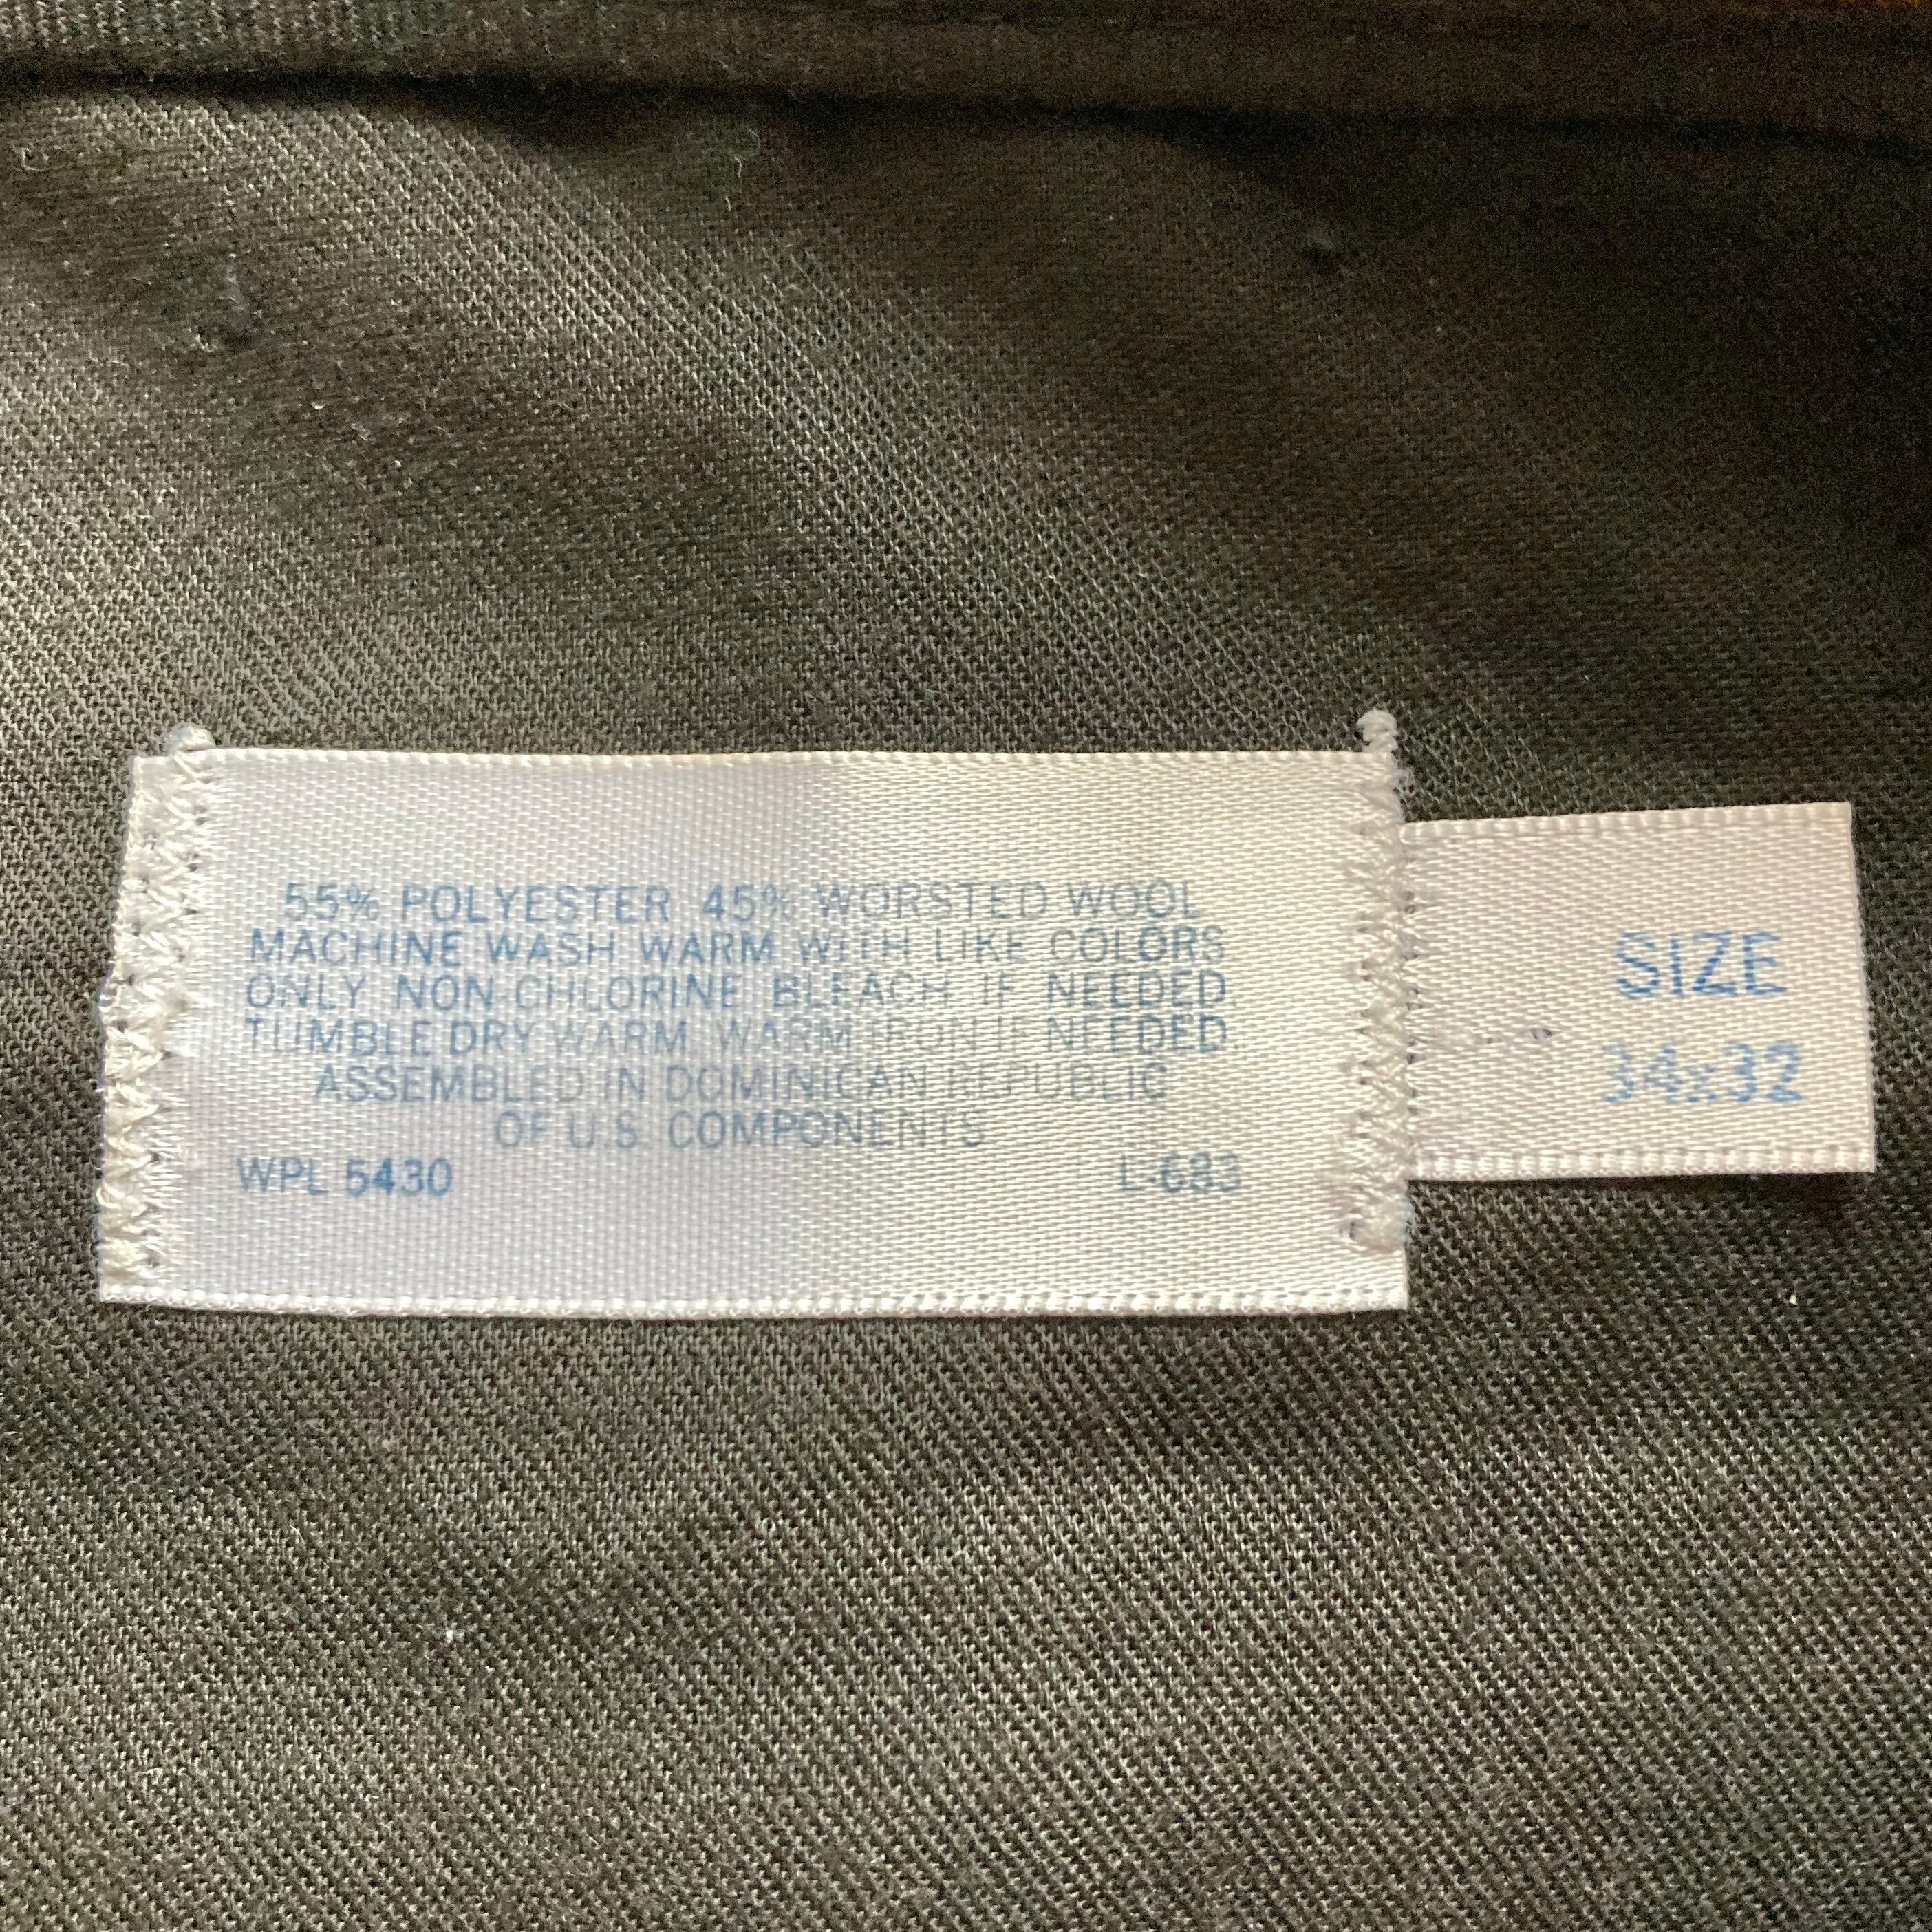 55% POLYESTER 45% WORSTED WOOL
MACHINE WASH WARM WITH LIKE COLORS
ONLY NON-CHLORINE BLEACH IF NEEDED.
TUMBLE DRY WARM WARM IRON IF NEEDED.
ASSEMBLED IN DOMINICAN REPUBLIC
OF U.S. COMPONENTS
WPL 5430 L-683
SIZE
34x32